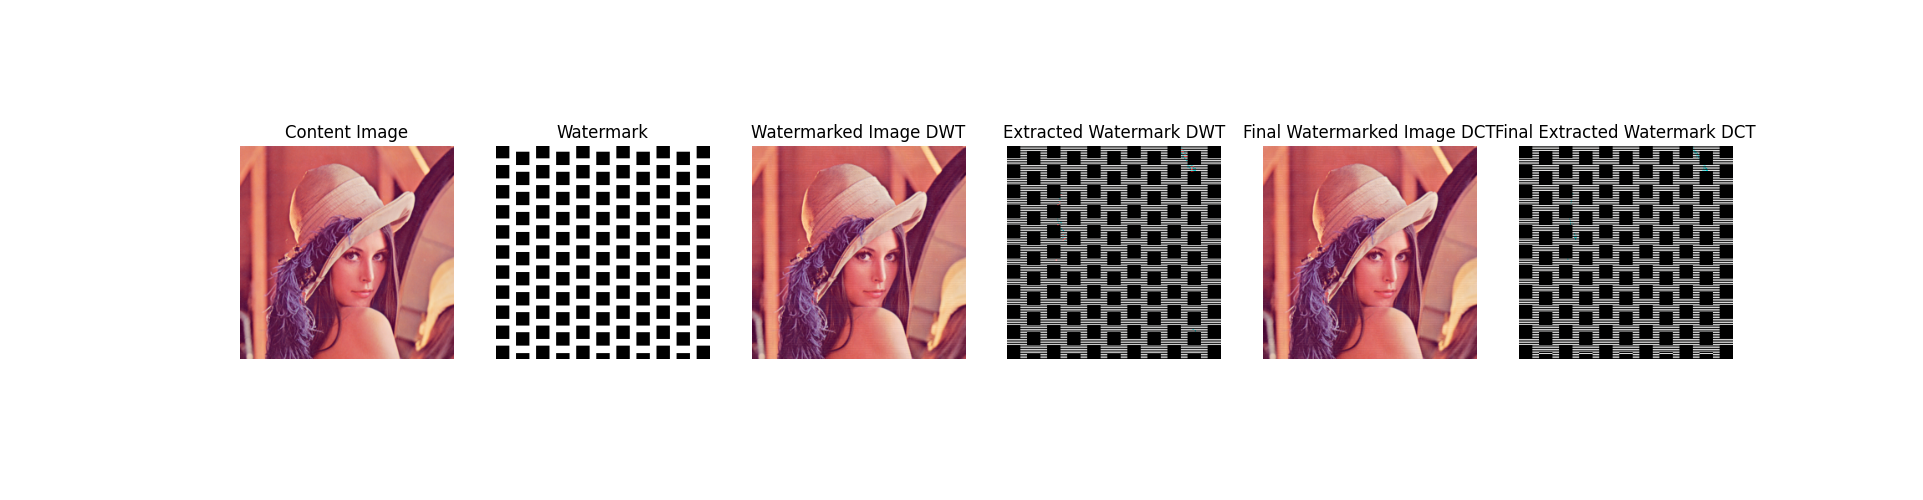 Content Image
Watermark
Watermarked Image DWT
Extracted Watermark DWT
Final Watermarked Image DCT
Final Extracted Watermark DCT